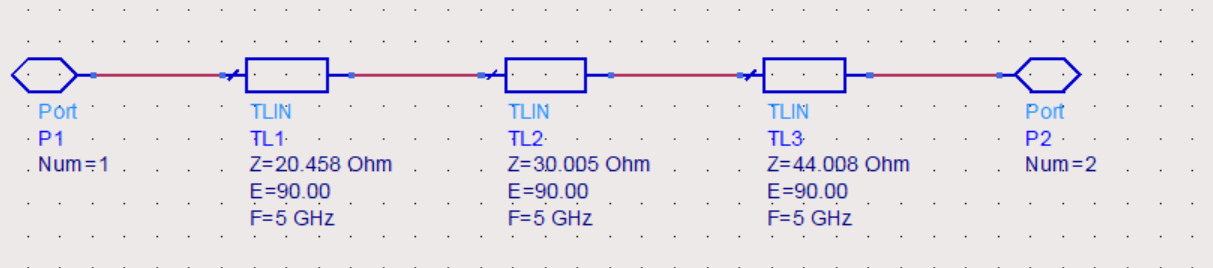 Port
P1
Num=1
TLIN
TL1
Z=20.458 Ohm
E=90.00
F=5 GHz
TLIN
TL2
Z=30.005 Ohm
E=90.00
F=5 GHz
TLIN
TL3
Z=44.008 Ohm
E=90.00
F=5 GHz
Port
P2
Num=2